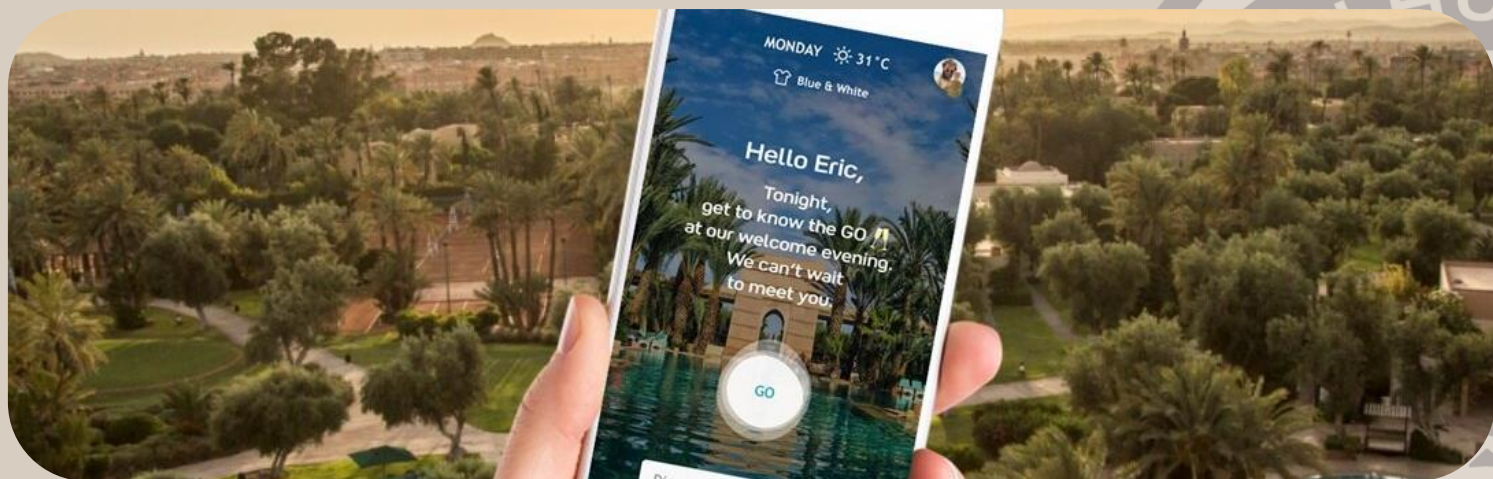 MONDAY 31°C
Blue & White
Hello Eric,
Tonight,
get to know the GO 🥂
at our welcome evening.
We can't wait
to meet you.
GO